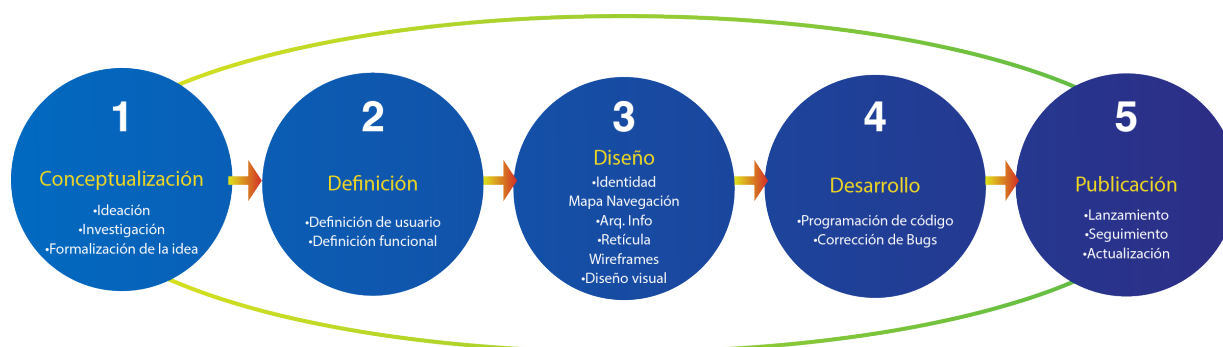 1
Conceptualización
•Ideación
•Investigación
•Formalización de la idea
2
Definición
•Definición de usuario
•Definición funcional
3
Diseño
•Identidad
Mapa Navegación
•Arq. Info
•Retícula
Wireframes
•Diseño visual
4
Desarrollo
•Programación de código
•Corrección de Bugs
5
Publicación
•Lanzamiento
•Seguimiento
•Actualización